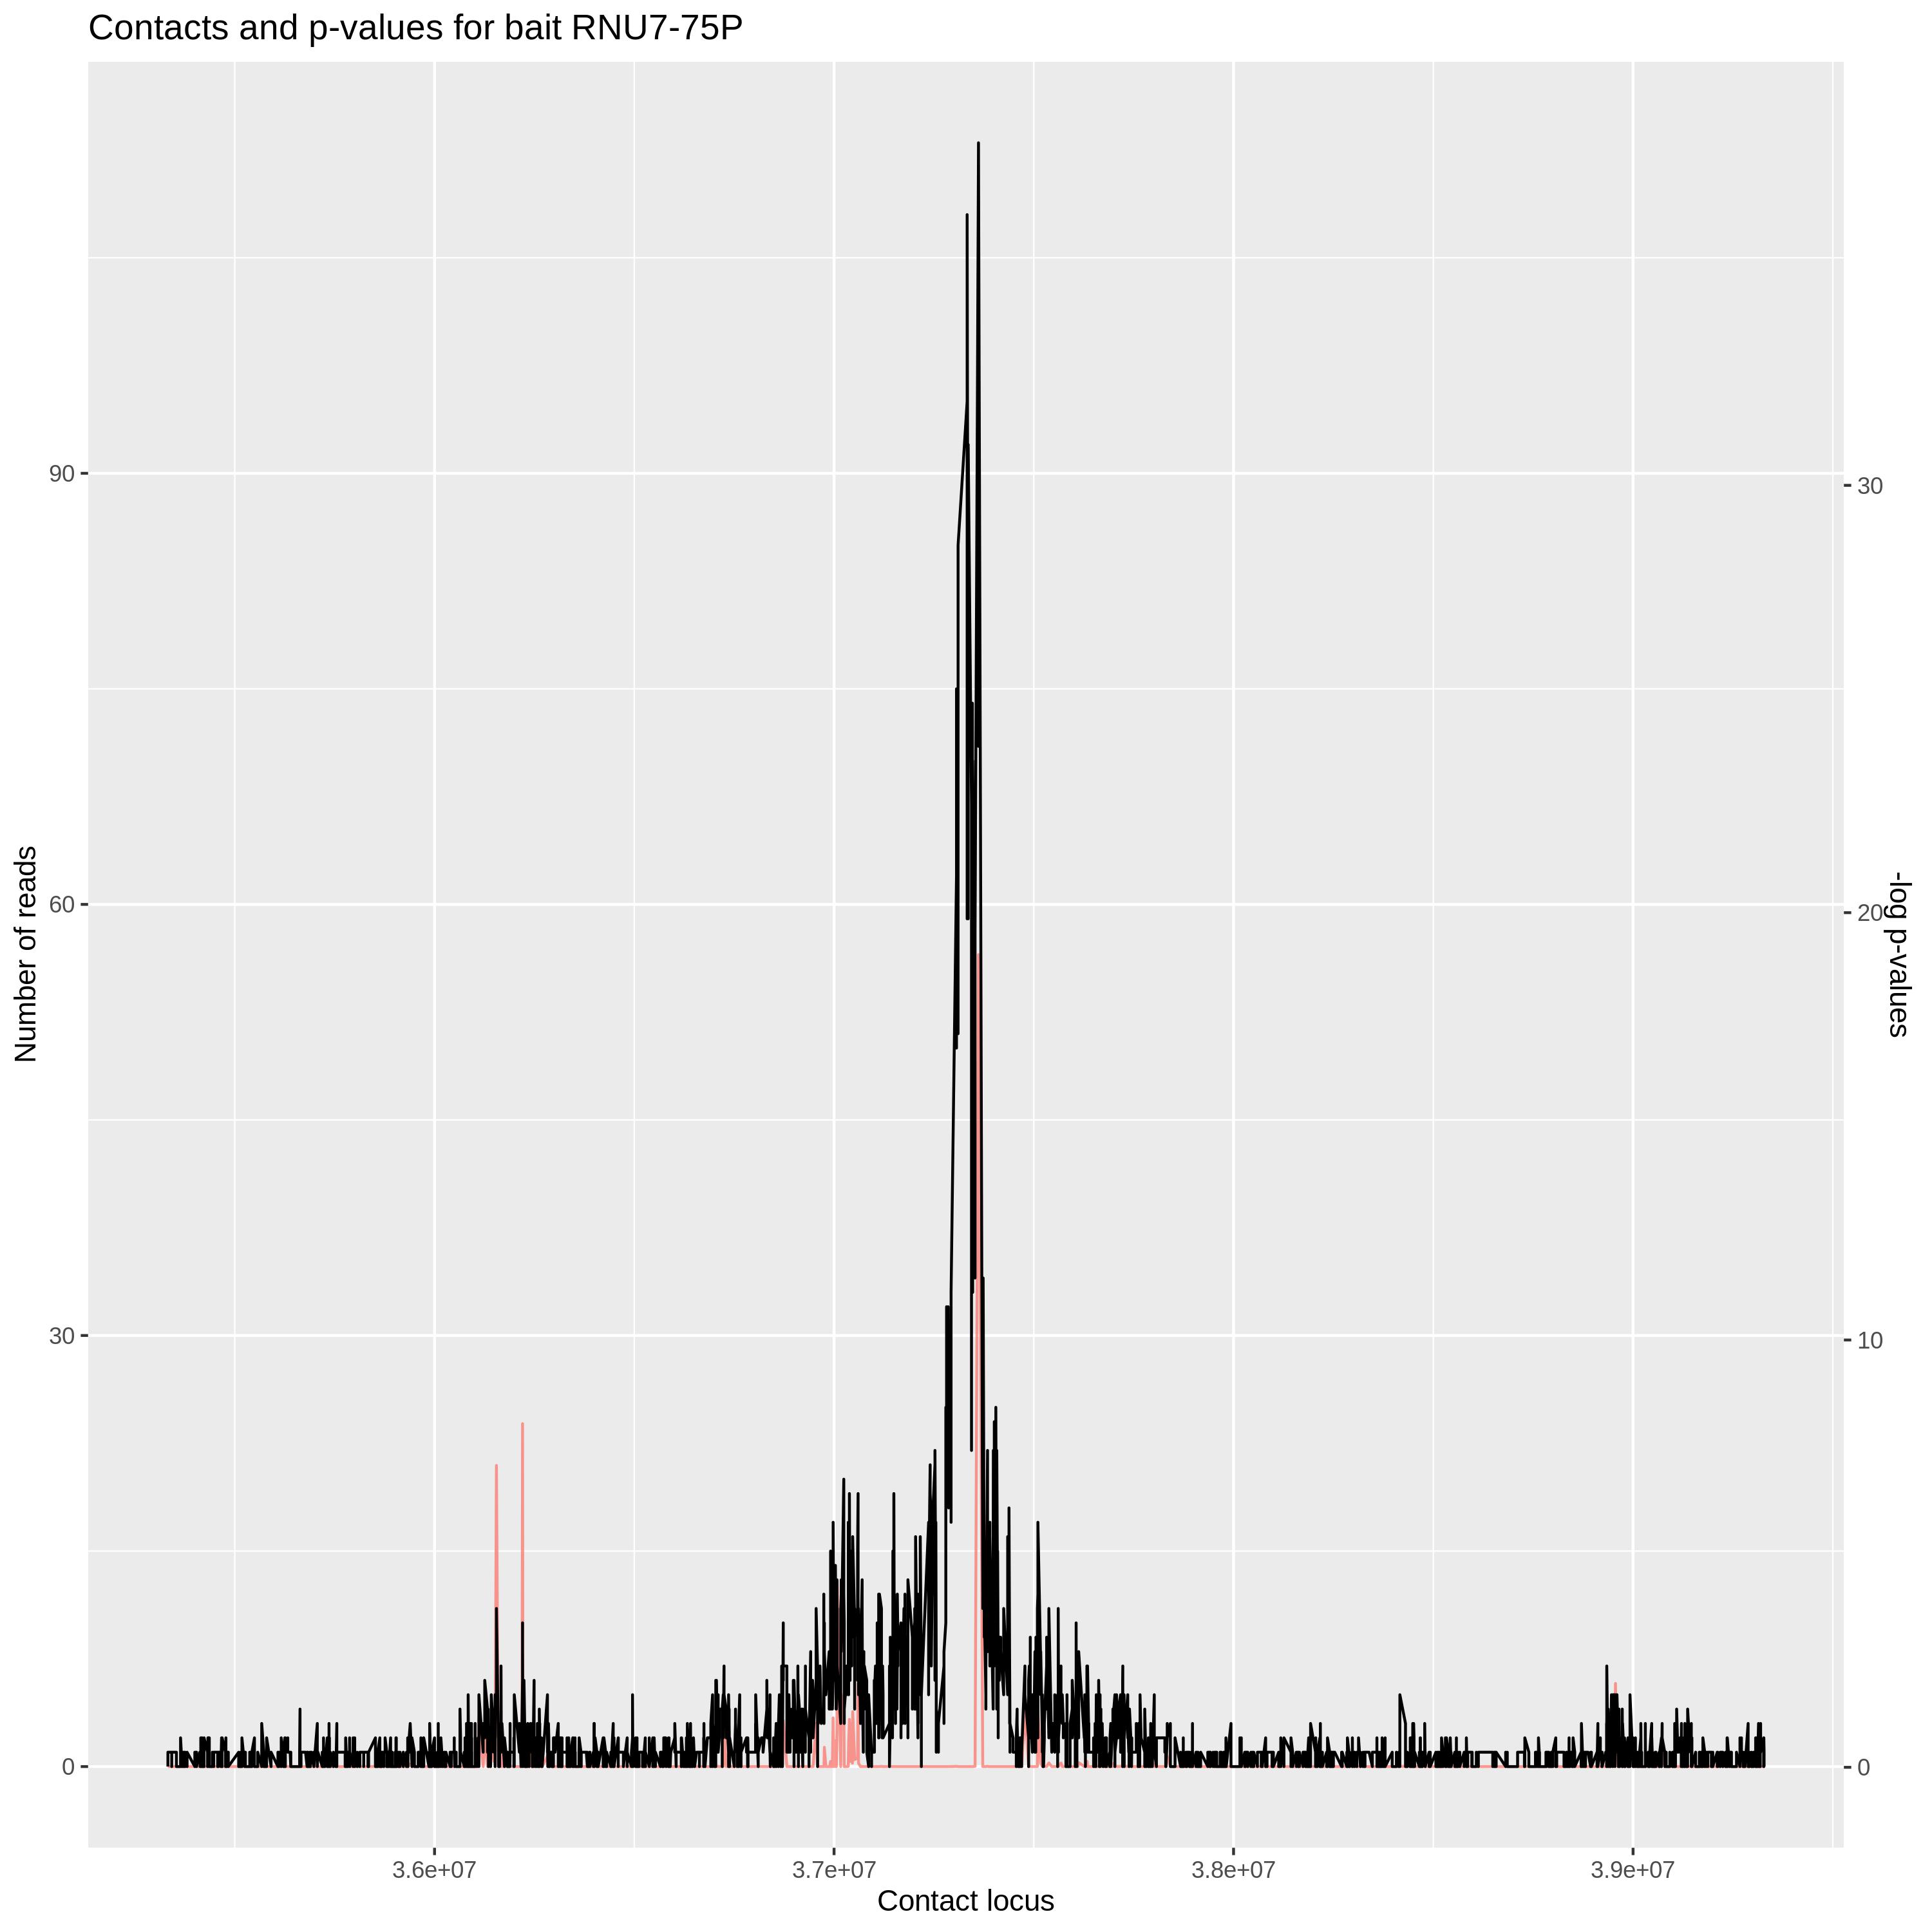 Contacts and p-values for bait RNU7-75P
90
60
30
0
Number of reads
30
20
10
0
-log p-values
3.6e+07
3.7e+07
3.8e+07
3.9e+07
Contact locus